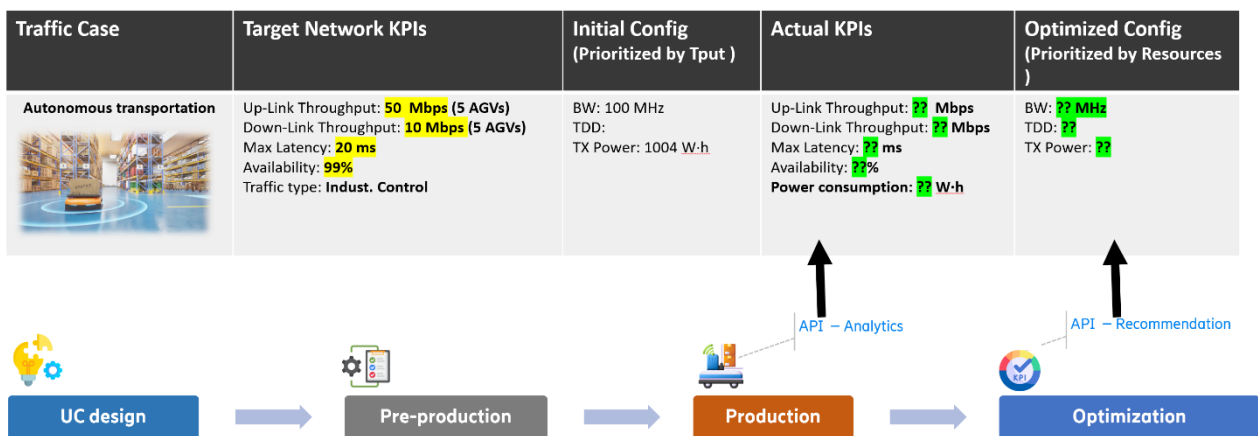 Traffic Case
Target Network KPIs
Initial Config
(Prioritized by Tput )
Actual KPIs
Optimized Config
(Prioritized by Resources
)
Autonomous transportation
Up-Link Throughput: 50 Mbps (5 AGVs)
Down-Link Throughput: 10 Mbps (5 AGVs)
Max Latency: 20 ms
Availability: 99%
Traffic type: Indust. Control
BW: 100 MHz
TDD:
TX Power: 1004 W·h
Up-Link Throughput: ?? Mbps
Down-Link Throughput: ?? Mbps
Max Latency: ?? ms
Availability: ??%
Power consumption: ?? W·h
BW: ?? MHz
TDD: ??
TX Power: ??
API – Analytics
API – Recommendation
KPI
UC design
Pre-production
Production
Optimization